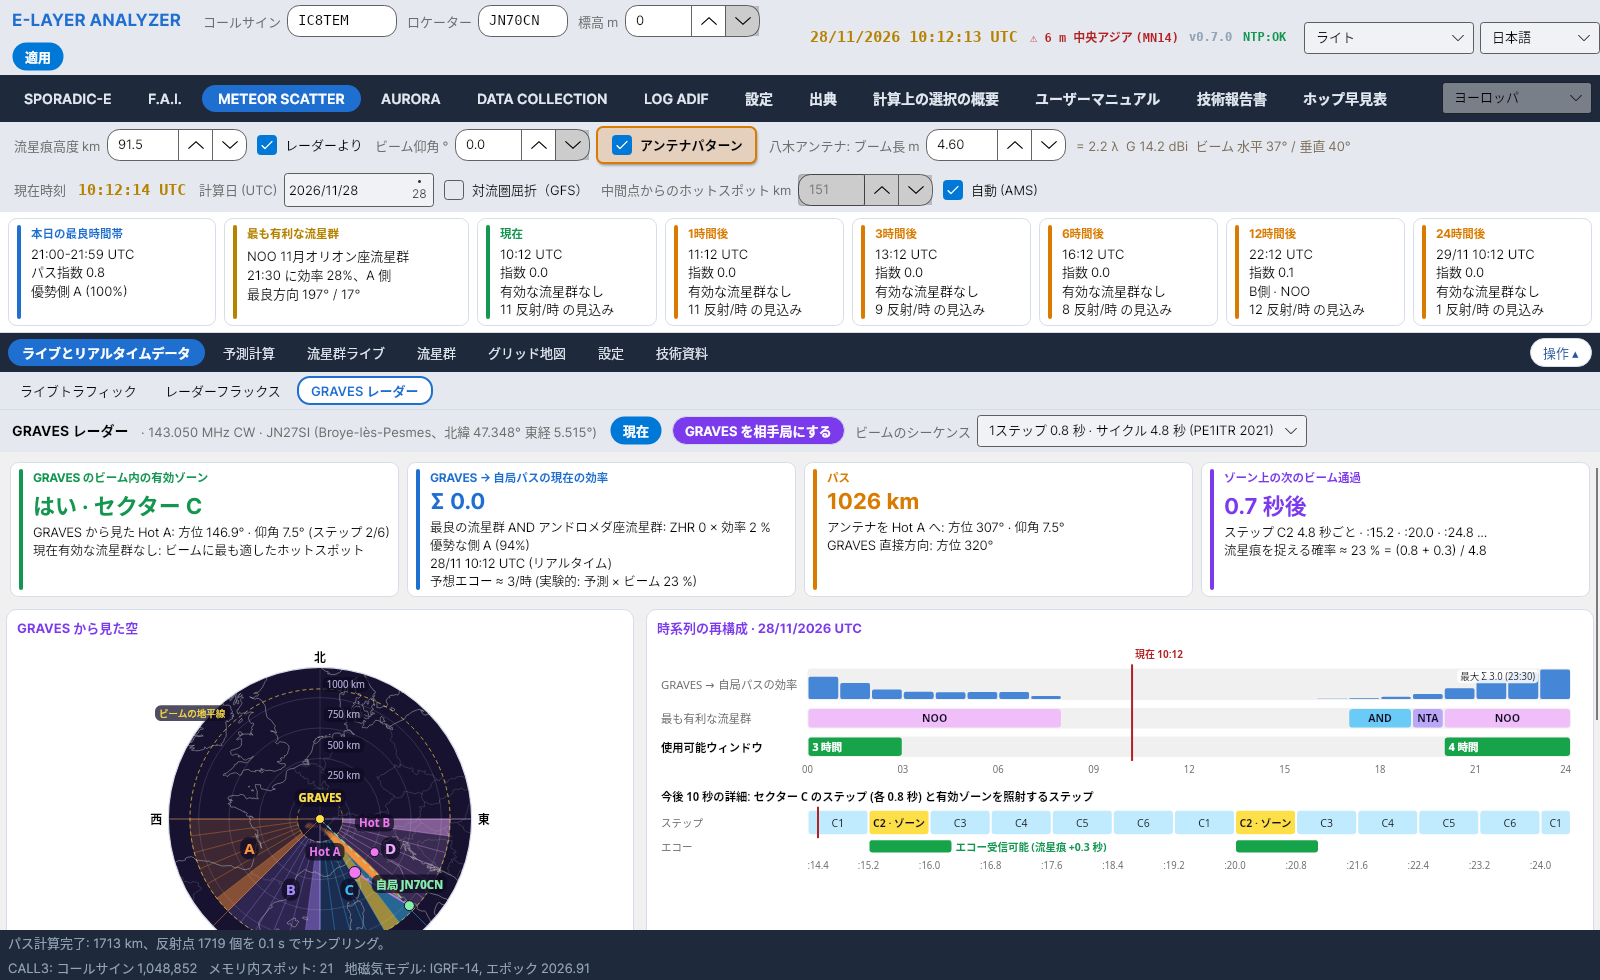 E-LAYER ANALYZER
コールサイン IC8TEM ロケーター JN70CN 標高 m 0
適用
28/11/2026 10:12:13 UTC ⚠ 6 m 中央アジア (MN14) v0.7.0 NTP:OK ライト 日本語
SPORADIC-E F.A.I. METEOR SCATTER AURORA DATA COLLECTION LOG ADIF 設定 出典 計算上の選択の概要 ユーザーマニュアル 技術報告書 ホップ早見表 ヨーロッパ
流星痕高度 km 91.5 レーダーより ビーム仰角 ° 0.0 アンテナパターン 八木アンテナ: ブーム長 m 4.60 = 2.2 λ G 14.2 dBi ビーム 水平 37° / 垂直 40°
現在時刻 10:12:14 UTC 計算日 (UTC) 2026/11/28 28 対流圏屈折（GFS） 中間点からのホットスポット km 151 自動 (AMS)
本日の最良時間帯
21:00-21:59 UTC
パス指数 0.8
優勢側 A (100%)
最も有利な流星群
NOO 11月オリオン座流星群
21:30 に効率 28%、A 側
最良方向 197° / 17°
現在
10:12 UTC
指数 0.0
有効な流星群なし
11 反射/時 の見込み
1時間後
11:12 UTC
指数 0.0
有効な流星群なし
11 反射/時 の見込み
3時間後
13:12 UTC
指数 0.0
有効な流星群なし
9 反射/時 の見込み
6時間後
16:12 UTC
指数 0.0
有効な流星群なし
8 反射/時 の見込み
12時間後
22:12 UTC
指数 0.1
B側 · NOO
12 反射/時 の見込み
24時間後
29/11 10:12 UTC
指数 0.0
有効な流星群なし
1 反射/時 の見込み
ライブとリアルタイムデータ 予測計算 流星群ライブ 流星群 グリッド地図 設定 技術資料 操作 ▴
ライブトラフィック レーダーフラックス GRAVES レーダー
GRAVES レーダー · 143.050 MHz CW · JN27SI (Broye-lès-Pesmes、北緯 47.348° 東経 5.515°) 現在 GRAVES を相手局にする ビームのシーケンス 1ステップ 0.8 秒 · サイクル 4.8 秒 (PE1ITR 2021)
GRAVES のビーム内の有効ゾーン
はい · セクター C
GRAVES から見た Hot A: 方位 146.9° · 仰角 7.5° (ステップ 2/6)
現在有効な流星群なし: ビームに最も適したホットスポット
GRAVES → 自局パスの現在の効率
Σ 0.0
最良の流星群 AND アンドロメダ座流星群: ZHR 0 × 効率 2 %
優勢な側 A (94%)
28/11 10:12 UTC (リアルタイム)
予想エコー ≈ 3/時 (実験的: 予測 × ビーム 23 %)
パス
1026 km
アンテナを Hot A へ: 方位 307° · 仰角 7.5°
GRAVES 直接方向: 方位 320°
ゾーン上の次のビーム通過
0.7 秒後
ステップ C2 4.8 秒ごと · :15.2 · :20.0 · :24.8 ...
流星痕を捉える確率 ≈ 23 % = (0.8 + 0.3) / 4.8
GRAVES から見た空
北
1000 km
ビームの地平線
750 km
500 km
250 km
GRAVES
西
東
Hot B
A
Hot A
D
B
C
自局 JN70CN
時系列の再構成 · 28/11/2026 UTC
現在 10:12
GRAVES → 自局パスの効率 最大 Σ 3.0 (23:30)
最も有利な流星群 NOO AND NTA NOO
使用可能ウィンドウ 3 時間 4 時間
00 03 06 09 12 15 18 21 24
今後 10 秒の詳細: セクター C のステップ (各 0.8 秒) と有効ゾーンを照射するステップ
ステップ C1 C2 · ゾーン C3 C4 C5 C6 C1 C2 · ゾーン C3 C4 C5 C6 C1
エコー エコー受信可能 (流星痕 +0.3 秒)
:14.4 :15.2 :16.0 :16.8 :17.6 :18.4 :19.2 :20.0 :20.8 :21.6 :22.4 :23.2 :24.0
パス計算完了: 1713 km、反射点 1719 個を 0.1 s でサンプリング。
CALL3: コールサイン 1,048,852 メモリ内スポット: 21 地磁気モデル: IGRF-14, エポック 2026.91